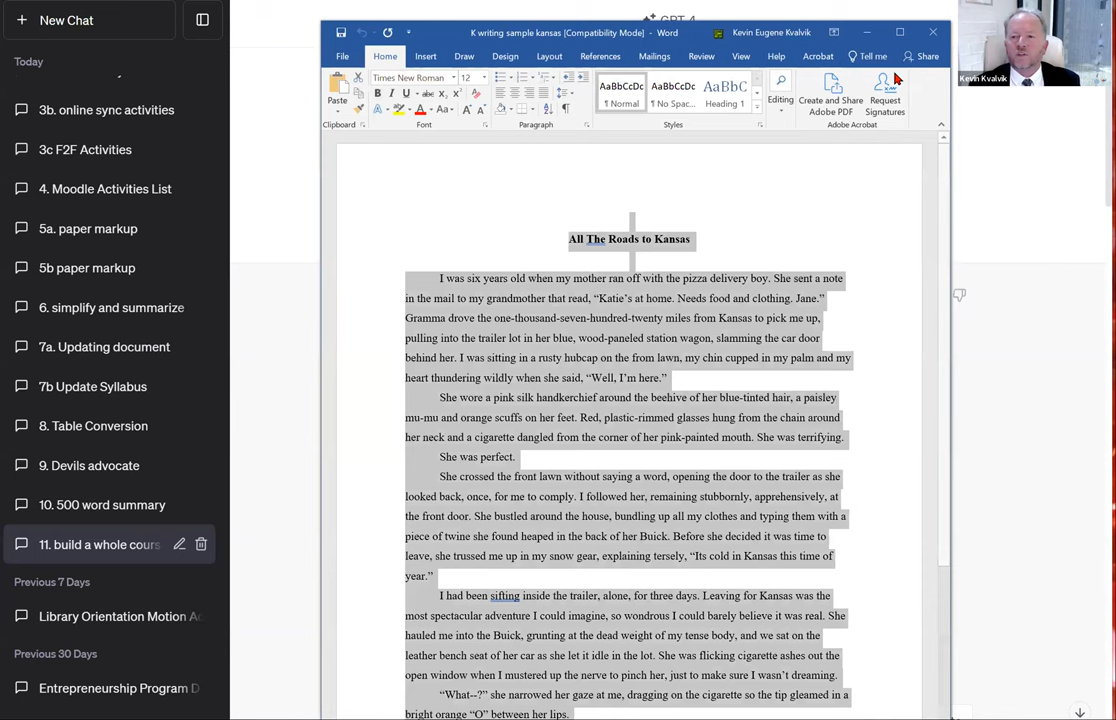 New Chat
Today
3b. online sync activities
3c F2F Activities
4. Moodle Activities List
5a. paper markup
5b paper markup
6. simplify and summarize
7a. Updating document
7b Update Syllabus
8. Table Conversion
9. Devils advocate
10. 500 word summary
11. build a whole cours
Previous 7 Days
Library Orientation Motion A
Previous 30 Days
Entrepreneurship Program D
GPT-4
K writing sample kansas [Compatibility Mode] - Word
Kevin Eugene Kvalvik
File Home Insert Draw Design Layout References Mailings Review View Help Acrobat Tell me Share
Paste
Clipboard
Times New Roman 12
B I U abc x₂ x² Aa
A A A
Font
Paragraph
AaBbCcDc AaBbCcDc AaBbC
¶ Normal ¶ No Spac... Heading 1
Styles
Editing
Create and Share
Adobe PDF
Request
Signatures
Adobe Acrobat
Kevin Kvalvik
All The Roads to Kansas
I was six years old when my mother ran off with the pizza delivery boy. She sent a note
in the mail to my grandmother that read, “Katie’s at home. Needs food and clothing. Jane.”
Gramma drove the one-thousand-seven-hundred-twenty miles from Kansas to pick me up,
pulling into the trailer lot in her blue, wood-paneled station wagon, slamming the car door
behind her. I was sitting in a rusty hubcap on the from lawn, my chin cupped in my palm and my
heart thundering wildly when she said, “Well, I’m here.”
She wore a pink silk handkerchief around the beehive of her blue-tinted hair, a paisley
mu-mu and orange scuffs on her feet. Red, plastic-rimmed glasses hung from the chain around
her neck and a cigarette dangled from the corner of her pink-painted mouth. She was terrifying.
She was perfect.
She crossed the front lawn without saying a word, opening the door to the trailer as she
looked back, once, for me to comply. I followed her, remaining stubbornly, apprehensively, at
the front door. She bustled around the house, bundling up all my clothes and typing them with a
piece of twine she found heaped in the back of her Buick. Before she decided it was time to
leave, she trussed me up in my snow gear, explaining tersely, “Its cold in Kansas this time of
year.”
I had been sifting inside the trailer, alone, for three days. Leaving for Kansas was the
most spectacular adventure I could imagine, so wondrous I could barely believe it was real. She
hauled me into the Buick, grunting at the dead weight of my tense body, and we sat on the
leather bench seat of her car as she let it idle in the lot. She was flicking cigarette ashes out the
open window when I mustered up the nerve to pinch her, just to make sure I wasn’t dreaming.
“What--?” she narrowed her gaze at me, dragging on the cigarette so the tip gleamed in a
bright orange “O” between her lips.